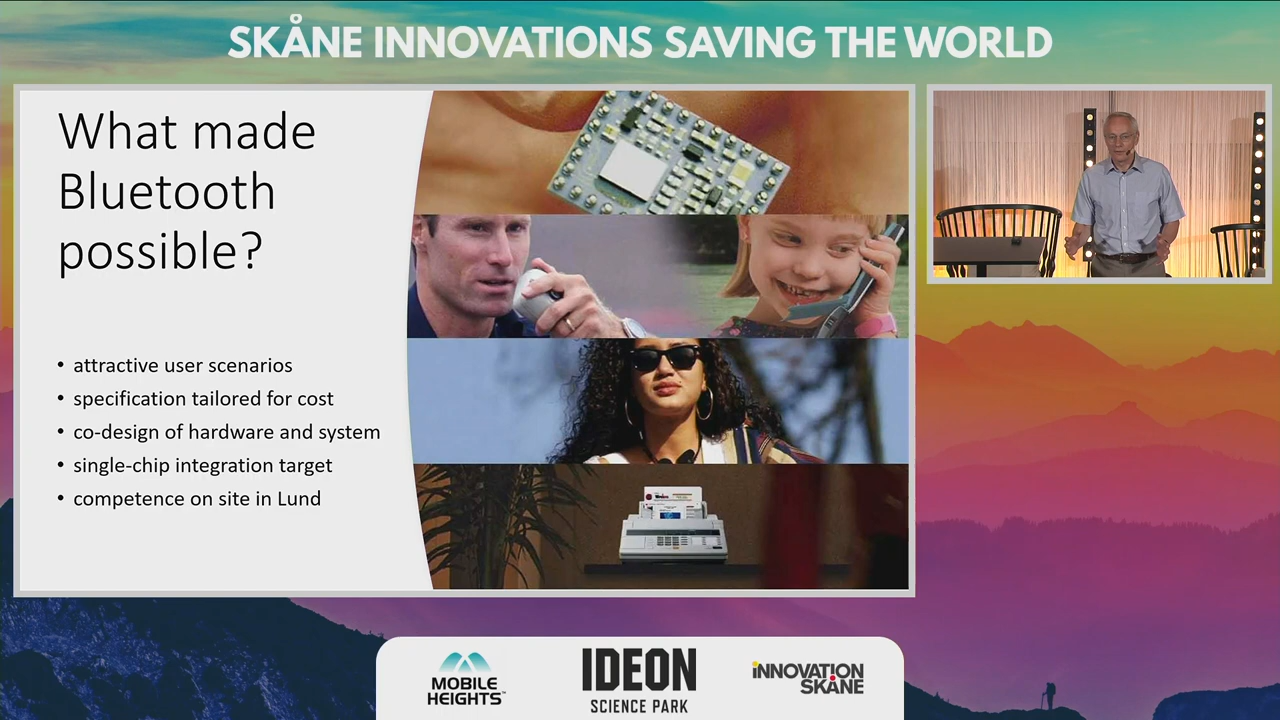 SKÅNE INNOVATIONS SAVING THE WORLD
What made
Bluetooth
possible?
• attractive user scenarios
• specification tailored for cost
• co-design of hardware and system
• single-chip integration target
• competence on site in Lund
MOBILE
HEIGHTS™
IDEON
SCIENCE PARK
INNOVATION
SKÅNE